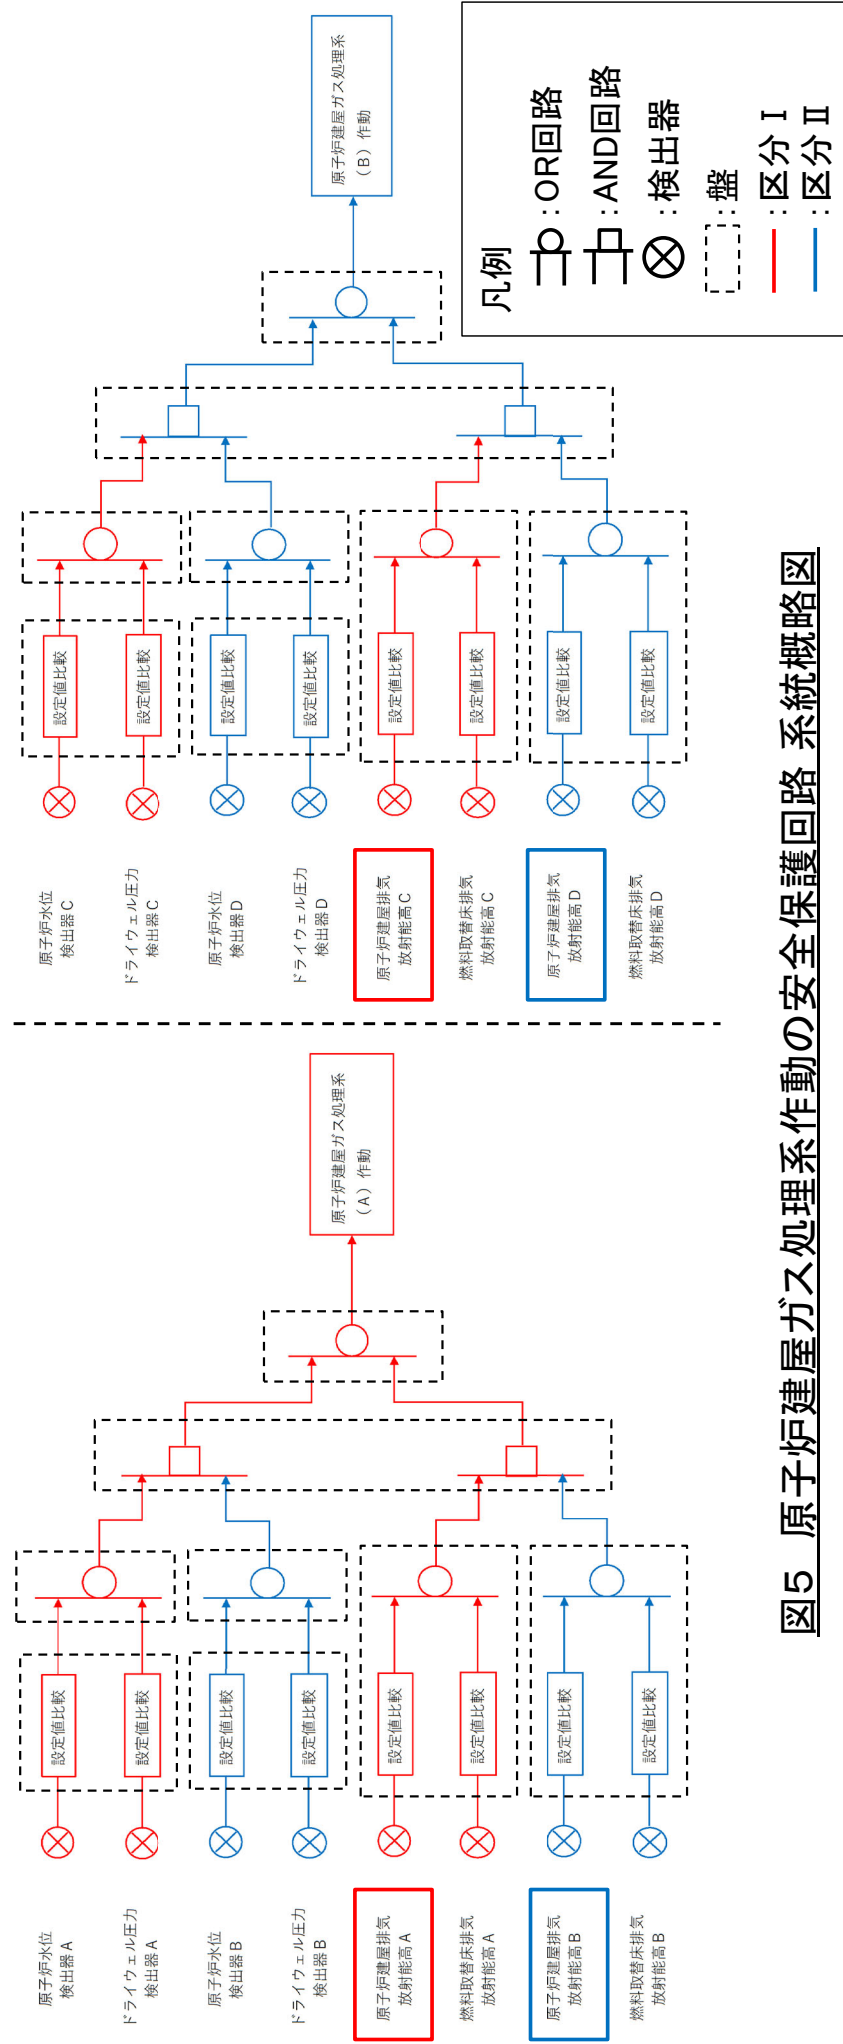 原子炉水位
検出器A
ドライウェル圧力
検出器A
原子炉水位
検出器B
ドライウェル圧力
検出器B
原子炉建屋排気
放射能高A
燃料取替床排気
放射能高A
原子炉建屋排気
放射能高B
燃料取替床排気
放射能高B
設定値比較
設定値比較
設定値比較
設定値比較
設定値比較
設定値比較
設定値比較
設定値比較
原子炉建屋ガス処理系
(A)作動
原子炉水位
検出器C
ドライウェル圧力
検出器C
原子炉水位
検出器D
ドライウェル圧力
検出器D
原子炉建屋排気
放射能高C
燃料取替床排気
放射能高C
原子炉建屋排気
放射能高D
燃料取替床排気
放射能高D
設定値比較
設定値比較
設定値比較
設定値比較
設定値比較
設定値比較
設定値比較
設定値比較
原子炉建屋ガス処理系
(B)作動
凡例
:OR回路
:AND回路
:検出器
:盤
:区分Ⅰ
:区分Ⅱ
図5 原子炉建屋ガス処理系作動の安全保護回路 系統概略図